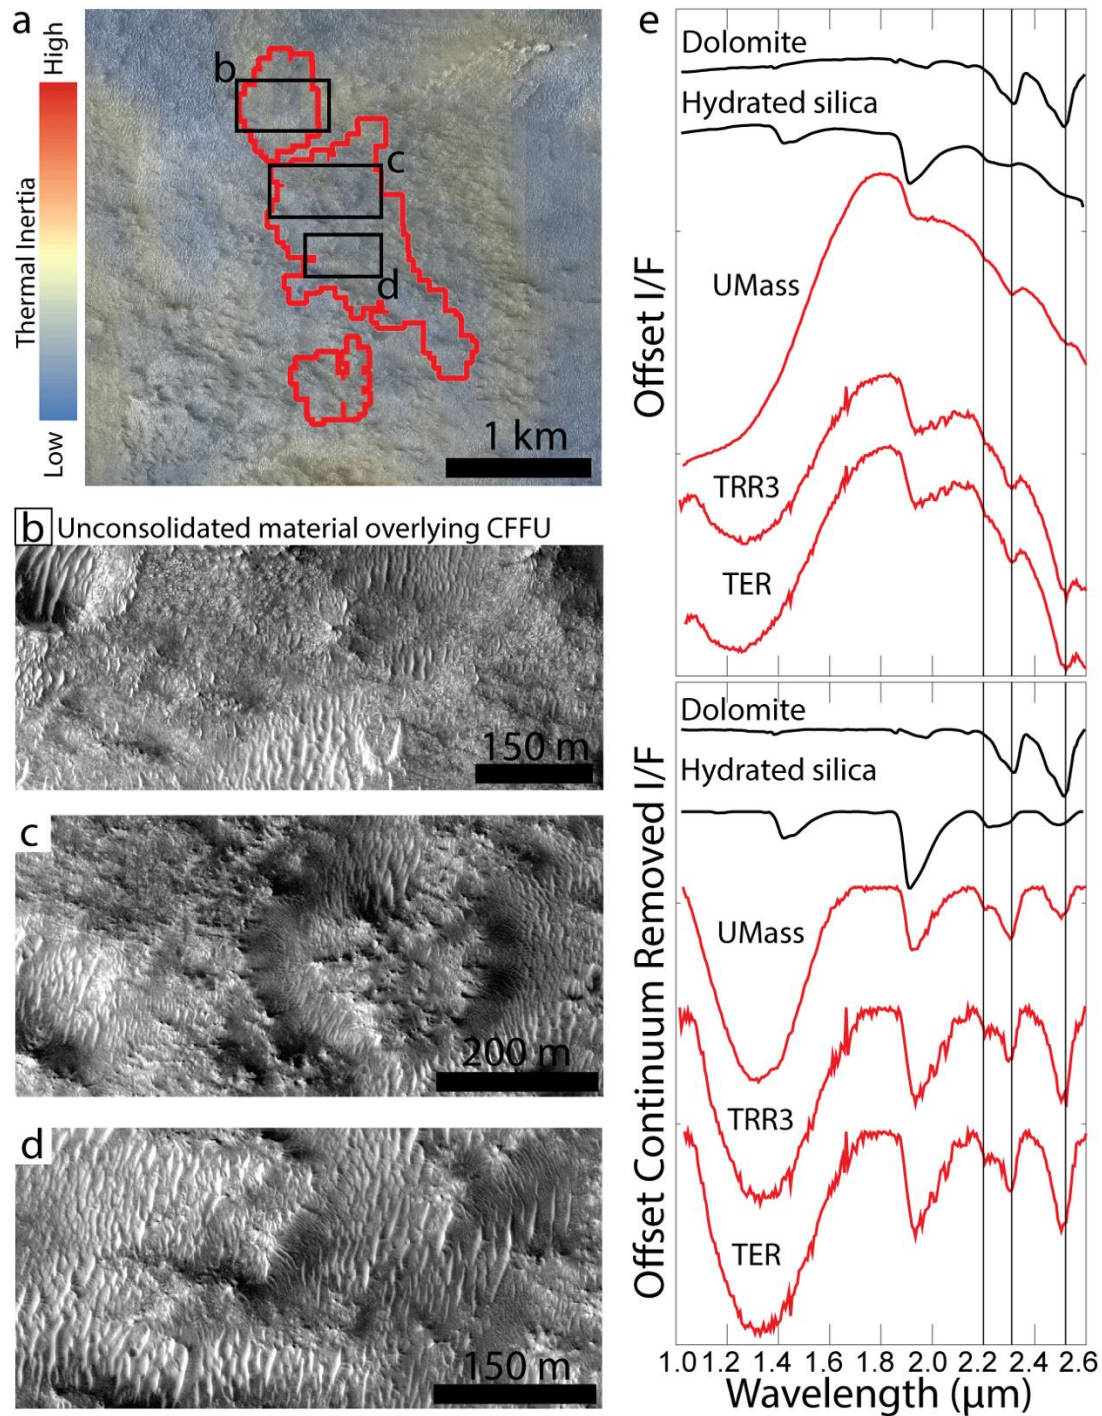 a
High
Thermal Inertia
Low
b
c
d
1 km
b Unconsolidated material overlying CFFU
150 m
c
200 m
d
150 m
e
Dolomite
Hydrated silica
UMass
TRR3
TER
Offset I/F
Dolomite
Hydrated silica
UMass
TRR3
TER
Offset Continuum Removed I/F
1.0 1.2 1.4 1.6 1.8 2.0 2.2 2.4 2.6
Wavelength (μm)